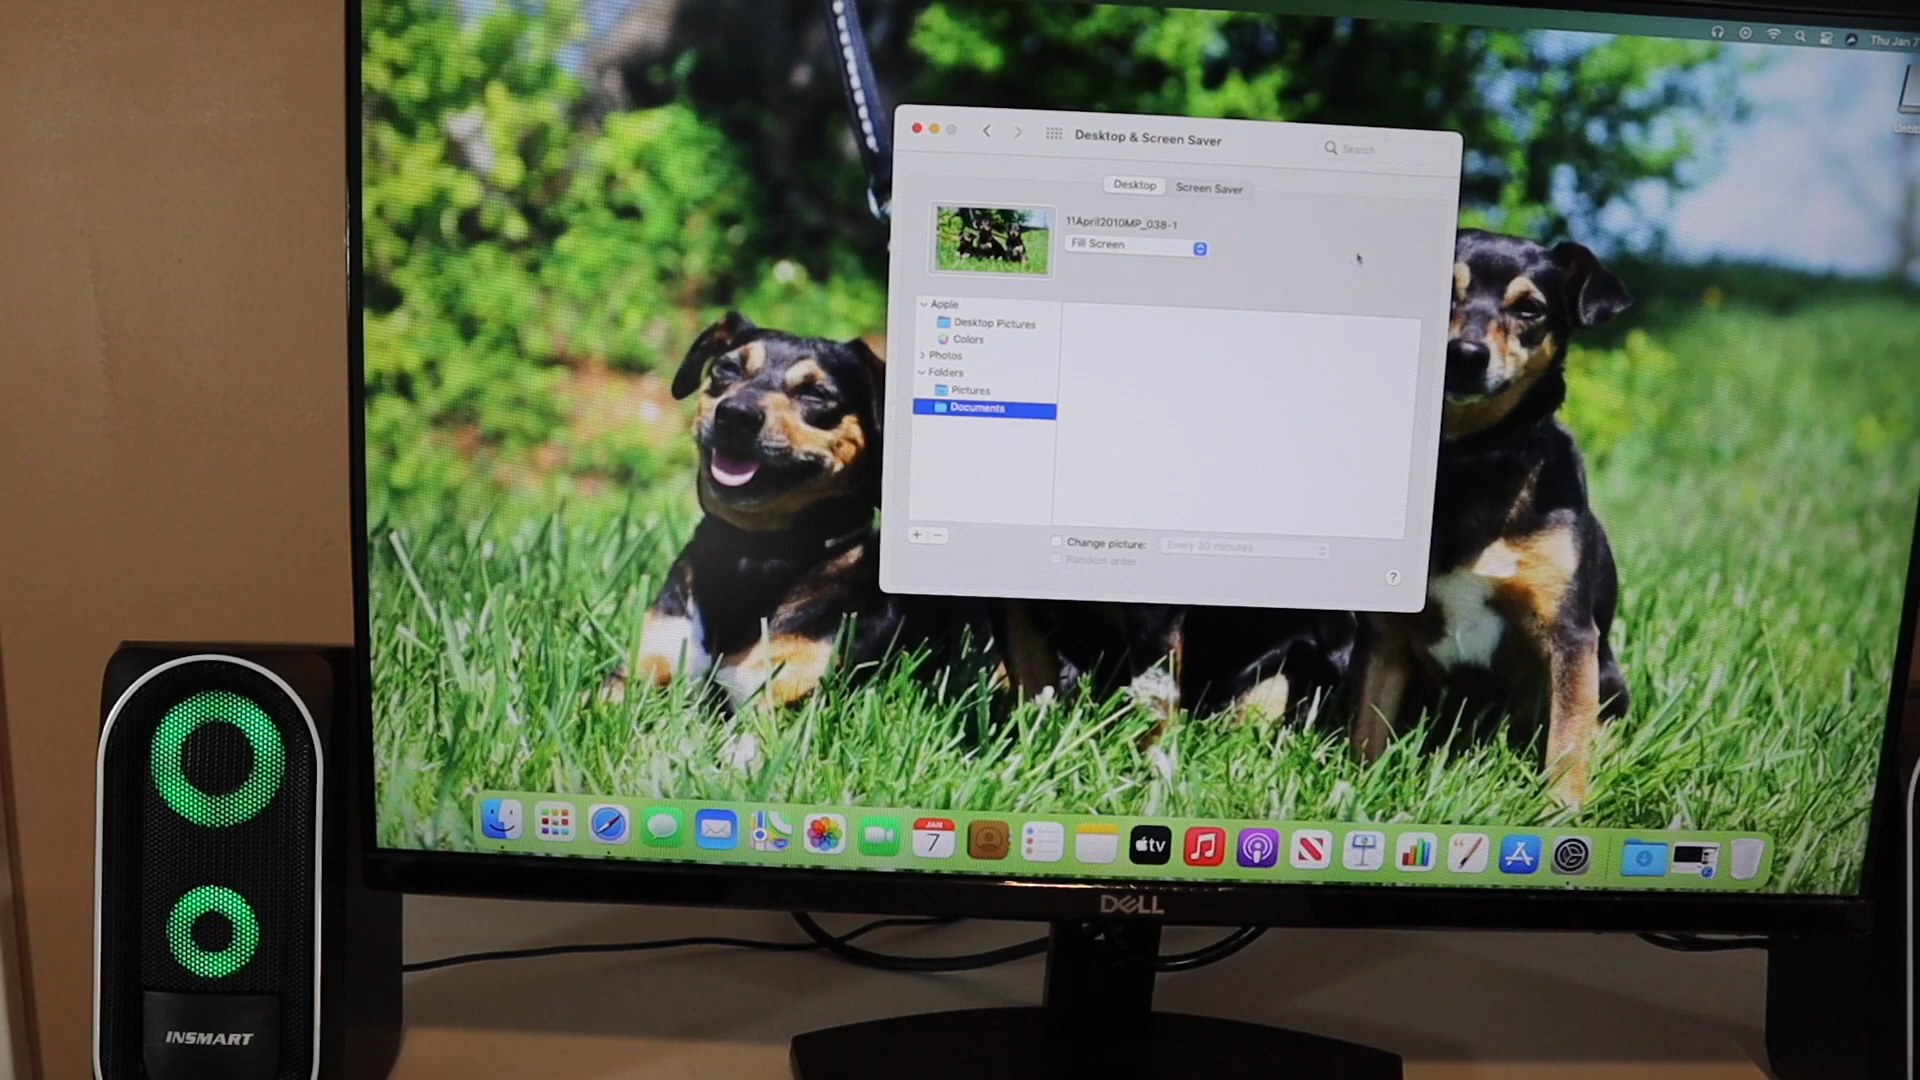 Thu Jan 7
Desktop & Screen Saver
Search
Desktop
Screen Saver
11April2010MP_038-1
Fill Screen
Apple
Desktop Pictures
Colors
Photos
Folders
Pictures
Documents
+ −
Change picture:
Every 30 minutes
Random order
?
JAN
7
tv
DELL
INSMART